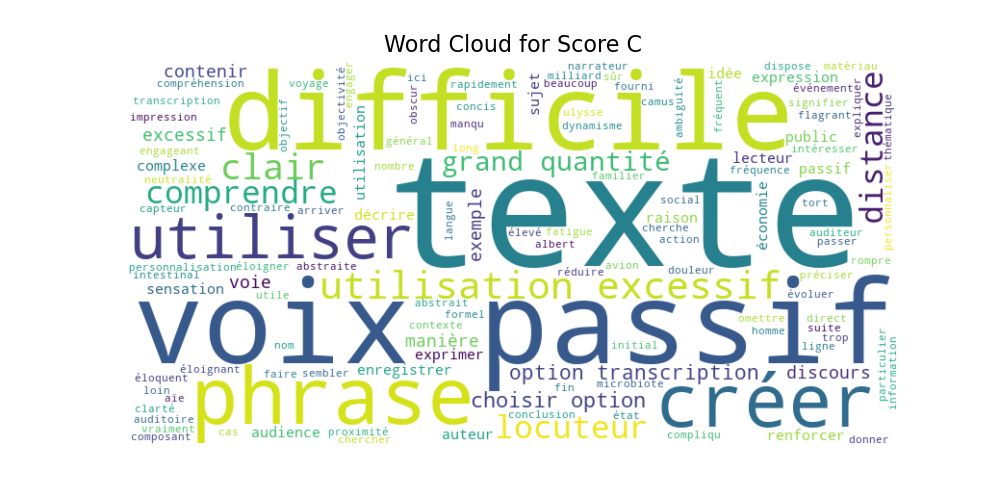 Word Cloud for Score C
contenir
compréhension
transcription
impression
excessif
engageant
complexe
neutralité
capteur
contraire
arriver
comprendre
clair
difficile
voyage
objectif
objectivité
engager
utilisation
ici
obscur
général
nombre
concis
rapidement
manqu
long
narrateur
milliard
sûr
beaucoup
fourni
sujet
camus
ulysse
dynamisme
ambiguïté
idée
fréquent
dispose
matériau
expression
événement
signifier
flagrant
expliquer
thématique
distance
public
intéresser
lecteur
fréquence
passif
personnaliser
grand quantité
familier
texte
utiliser
décrire
langue
exemple
élevé
fatigue
albert
social
raison
cherche
action
économie
tort
auditeur
passer
rompre
personnalisation
éloigner
abstraite
intestinal
sensation
voie
utile
réduire
avion
douleur
préciser
utilisation excessif
évoluer
voix passif
abstrait
formel
contexte
manière
exprimer
initial
omettre
direct
homme
suite
trop
ligne
nom
éloignant
éloquent
faire
sembler
enregistrer
option transcription
discours
particulier
information
loin
aïe
clarté
auditoire
vraiment
composant
phrase
cas
audience
proximité
chercher
auteur
choisir option
fin
microbiote
conclusion
état
locuteur
créer
compliqu
renforcer
donner